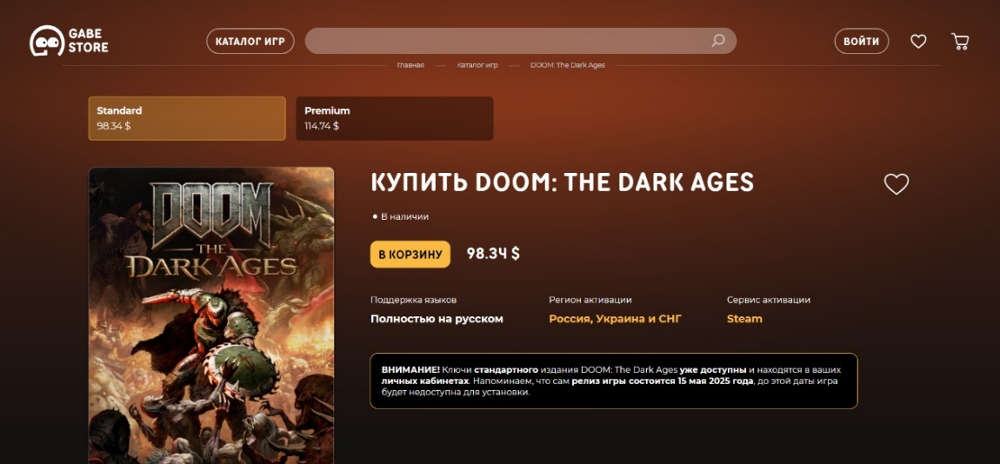 GABE
STORE
КАТАЛОГ ИГР
ВОЙТИ
Главная — Каталог игр — DOOM: The Dark Ages
Standard
98.34 $
Premium
114.74 $
DOOM
THE
DARK AGES
КУПИТЬ DOOM: THE DARK AGES
В наличии
В КОРЗИНУ
98.34 $
Поддержка языков
Полностью на русском
Регион активации
Россия, Украина и СНГ
Сервис активации
Steam
ВНИМАНИЕ! Ключи стандартного издания DOOM: The Dark Ages уже доступны и находятся в ваших
личных кабинетах. Напоминаем, что сам релиз игры состоится 15 мая 2025 года, до этой даты игра
будет недоступна для установки.